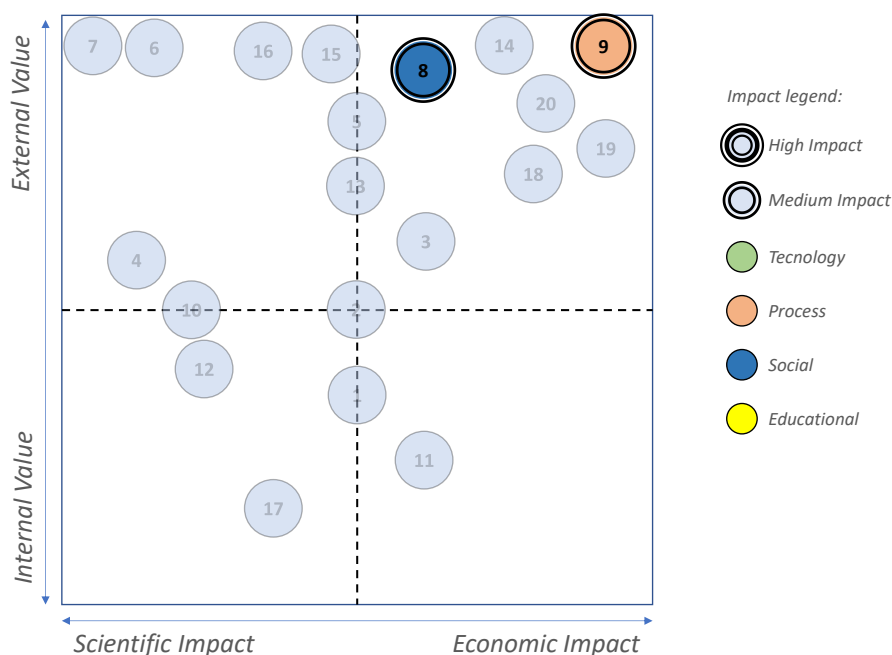 External Value
Internal Value
7
6
16
15
8
14
9
5
20
19
18
13
3
4
10
2
12
1
11
17
Scientific Impact
Economic Impact
Impact legend:
High Impact
Medium Impact
Tecnology
Process
Social
Educational